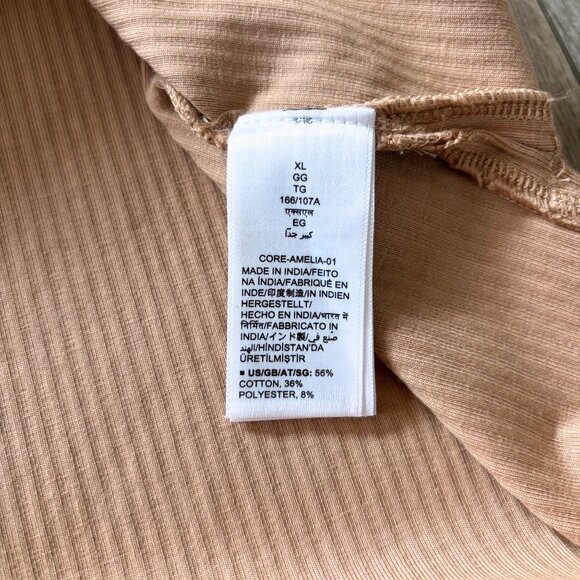 XL
GG
TG
166/107A
एक्सएल
EG
كبير جدًا
CORE-AMELIA-01
MADE IN INDIA/FEITO
NA ÍNDIA/FABRIQUÉ EN
INDE/印度制造/IN INDIEN
HERGESTELLT/
HECHO EN INDIA/भारत में
निर्मित/FABBRICATO IN
INDIA/インド製/صنع في
الهند/HİNDİSTAN'DA
ÜRETİLMİŞTİR
■ US/GB/AT/SG: 56%
COTTON, 36%
POLYESTER, 8%